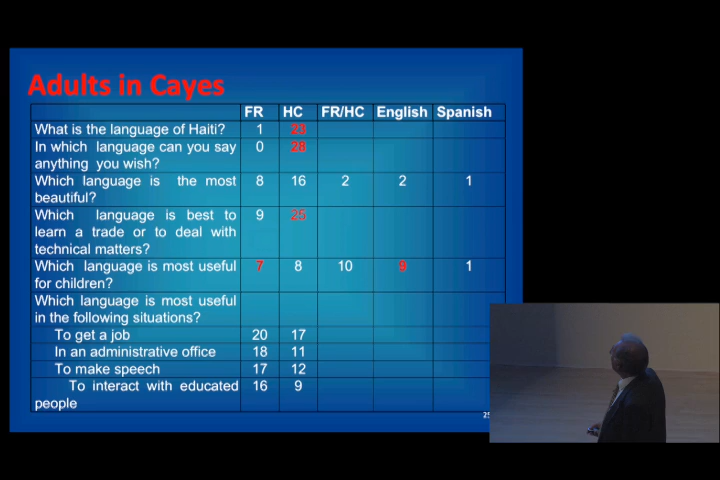 Adults in Cayes
FR HC FR/HC English Spanish
What is the language of Haiti? 1 23
In which language can you say 0 28
anything you wish?
Which language is the most 8 16 2 2 1
beautiful?
Which language is best to 9 25
learn a trade or to deal with
technical matters?
Which language is most useful 7 8 10 9 1
for children?
Which language is most useful
in the following situations?
To get a job 20 17
In an administrative office 18 11
To make speech 17 12
To interact with educated 16 9
people